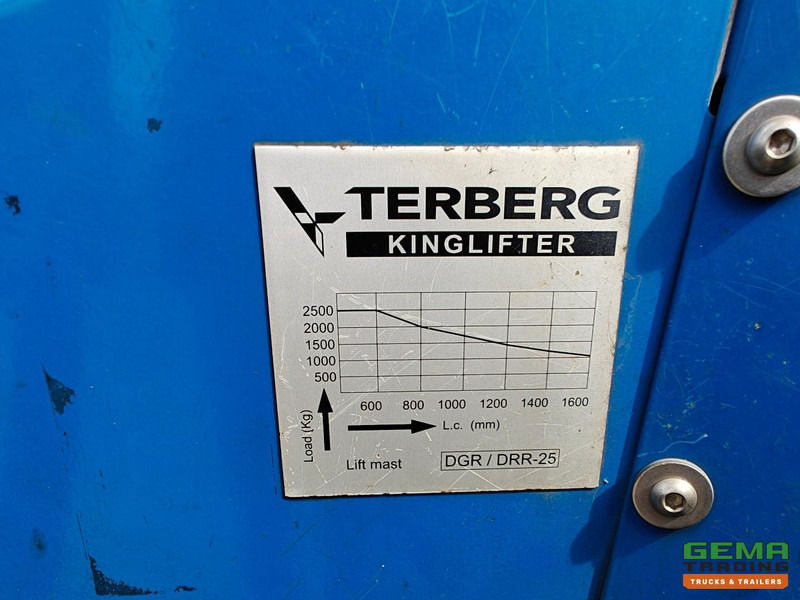 TERBERG
KINGLIFTER
2500
2000
1500
1000
500
600 800 1000 1200 1400 1600
Load (Kg)
L.c. (mm)
Lift mast DGR / DRR-25
GEMA
TRADING
TRUCKS & TRAILERS